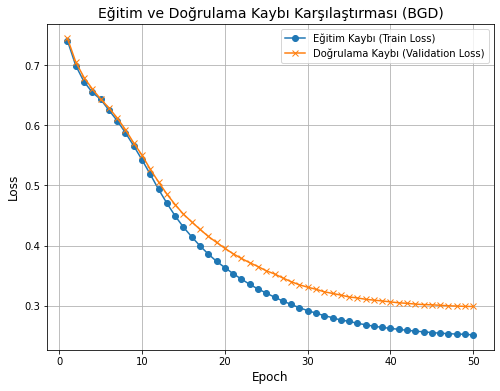 Eğitim ve Doğrulama Kaybı Karşılaştırması (BGD)
Eğitim Kaybı (Train Loss)
Doğrulama Kaybı (Validation Loss)
Loss
0.7
0.6
0.5
0.4
0.3
0 10 20 30 40 50
Epoch